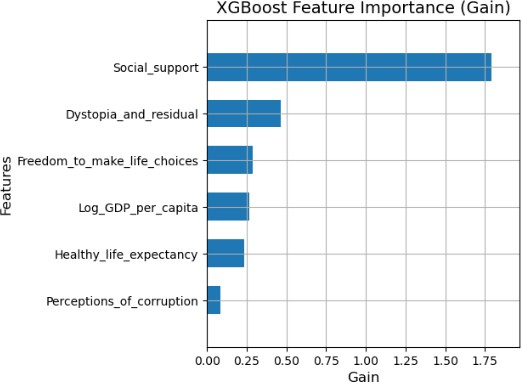 XGBoost Feature Importance (Gain)
Features
Social_support
Dystopia_and_residual
Freedom_to_make_life_choices
Log_GDP_per_capita
Healthy_life_expectancy
Perceptions_of_corruption
0.00 0.25 0.50 0.75 1.00 1.25 1.50 1.75
Gain